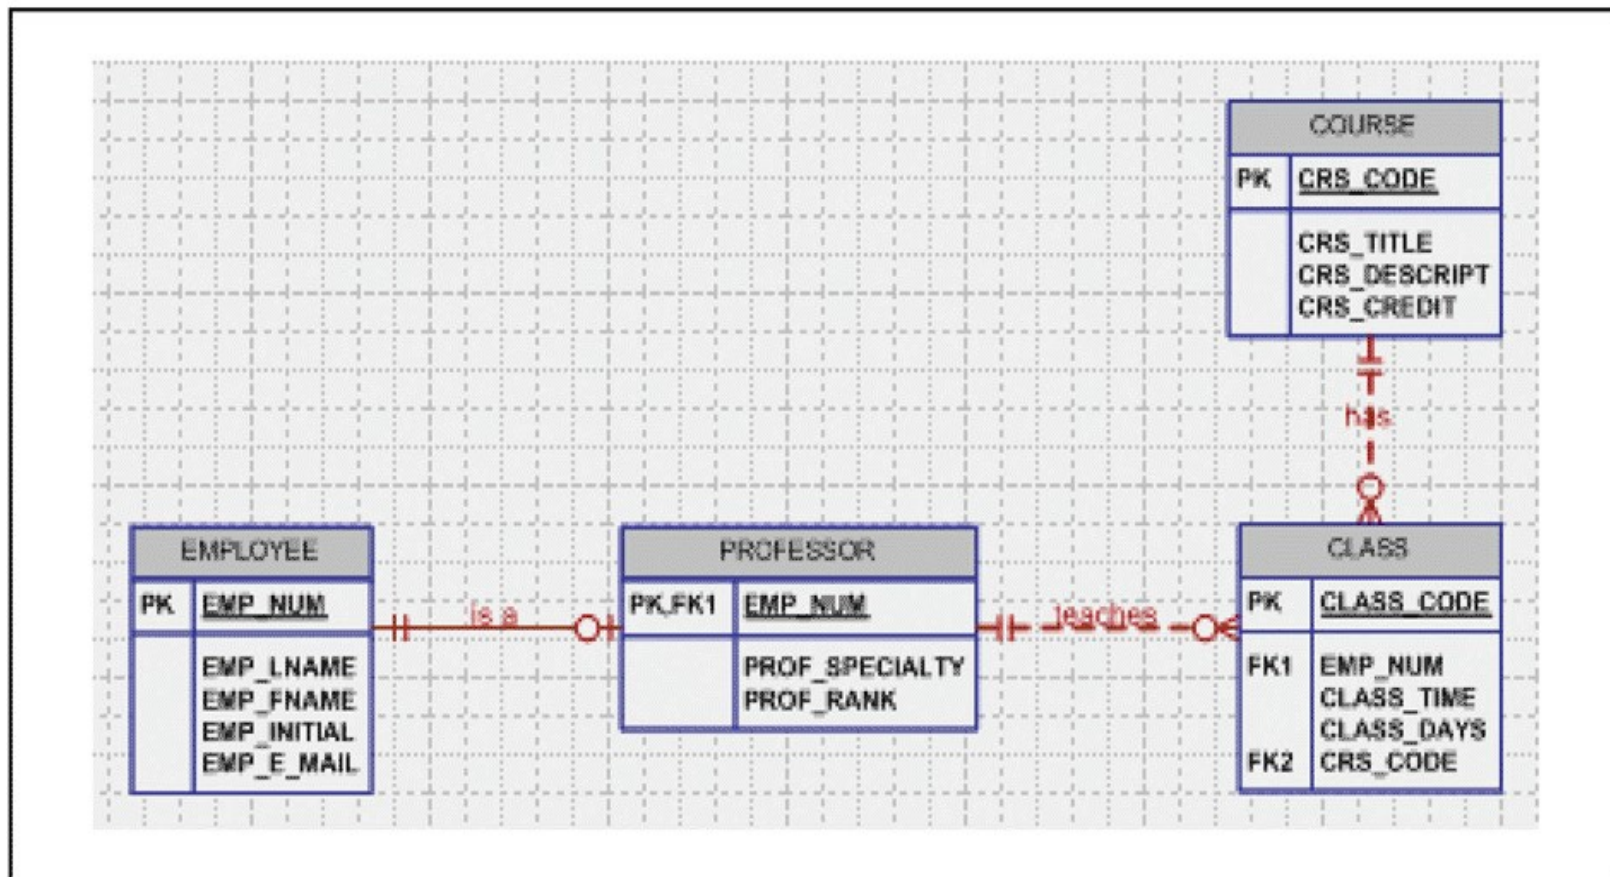 COURSE
PK CRS_CODE
CRS_TITLE
CRS_DESCRIPT
CRS_CREDIT
has
EMPLOYEE
PK EMP_NUM
EMP_LNAME
EMP_FNAME
EMP_INITIAL
EMP_E_MAIL
is a
PROFESSOR
PK,FK1 EMP_NUM
PROF_SPECIALTY
PROF_RANK
teaches
CLASS
PK CLASS_CODE
FK1 EMP_NUM
CLASS_TIME
CLASS_DAYS
FK2 CRS_CODE